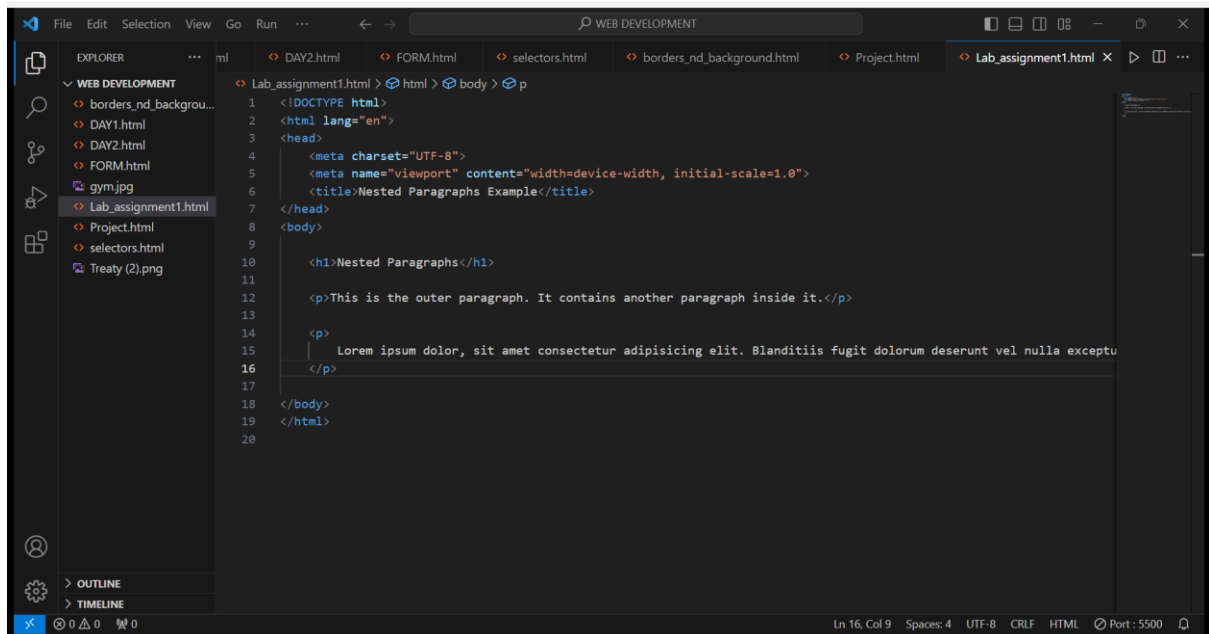 File Edit Selection View Go Run ··· ← → WEB DEVELOPMENT
EXPLORER ··· ml DAY2.html FORM.html selectors.html borders_nd_background.html Project.html Lab_assignment1.html
WEB DEVELOPMENT
borders_nd_backgrou...
DAY1.html
DAY2.html
FORM.html
gym.jpg
Lab_assignment1.html
Project.html
selectors.html
Treaty (2).png
OUTLINE
TIMELINE
Lab_assignment1.html > html > body > p
1 <!DOCTYPE html>
2 <html lang="en">
3 <head>
4 <meta charset="UTF-8">
5 <meta name="viewport" content="width=device-width, initial-scale=1.0">
6 <title>Nested Paragraphs Example</title>
7 </head>
8 <body>
9
10 <h1>Nested Paragraphs</h1>
11
12 <p>This is the outer paragraph. It contains another paragraph inside it.</p>
13
14 <p>
15 Lorem ipsum dolor, sit amet consectetur adipisicing elit. Blanditiis fugit dolorum deserunt vel nulla exceptu
16 </p>
17
18 </body>
19 </html>
20
0 0 0 Ln 16, Col 9 Spaces: 4 UTF-8 CRLF HTML Port : 5500